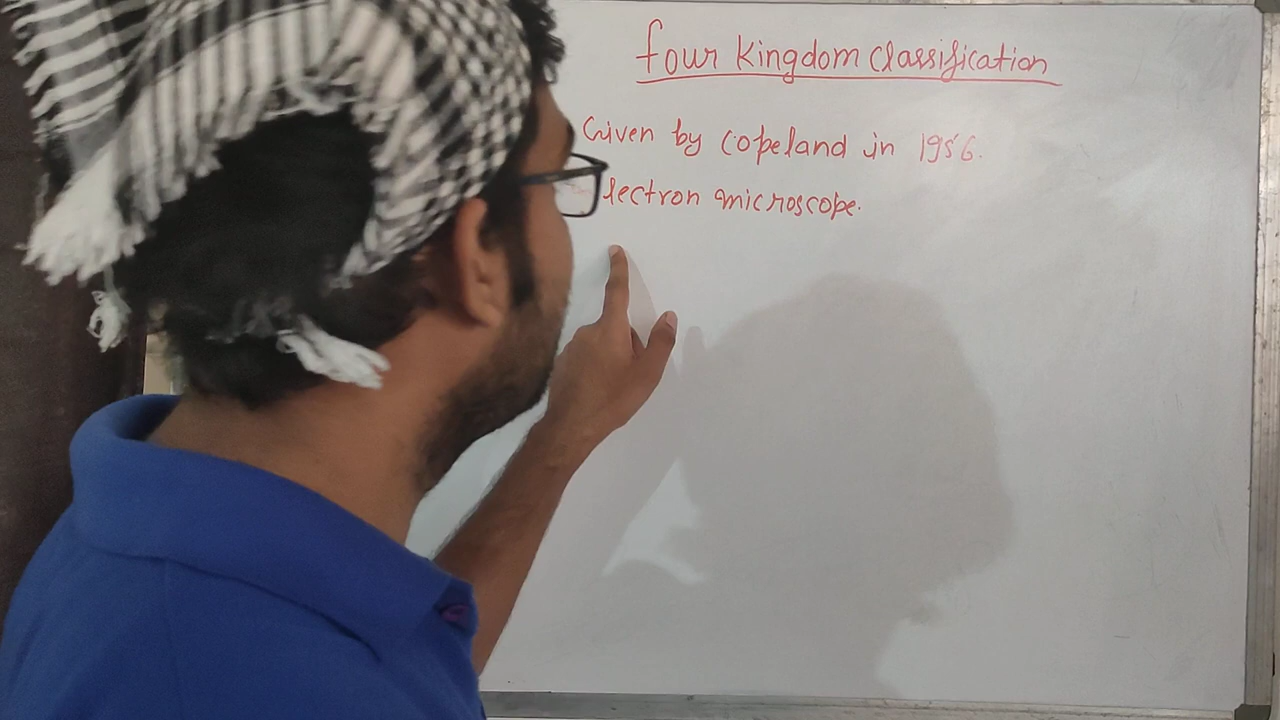 four Kingdom classification
Given by copeland in 1956.
lectron microscope.